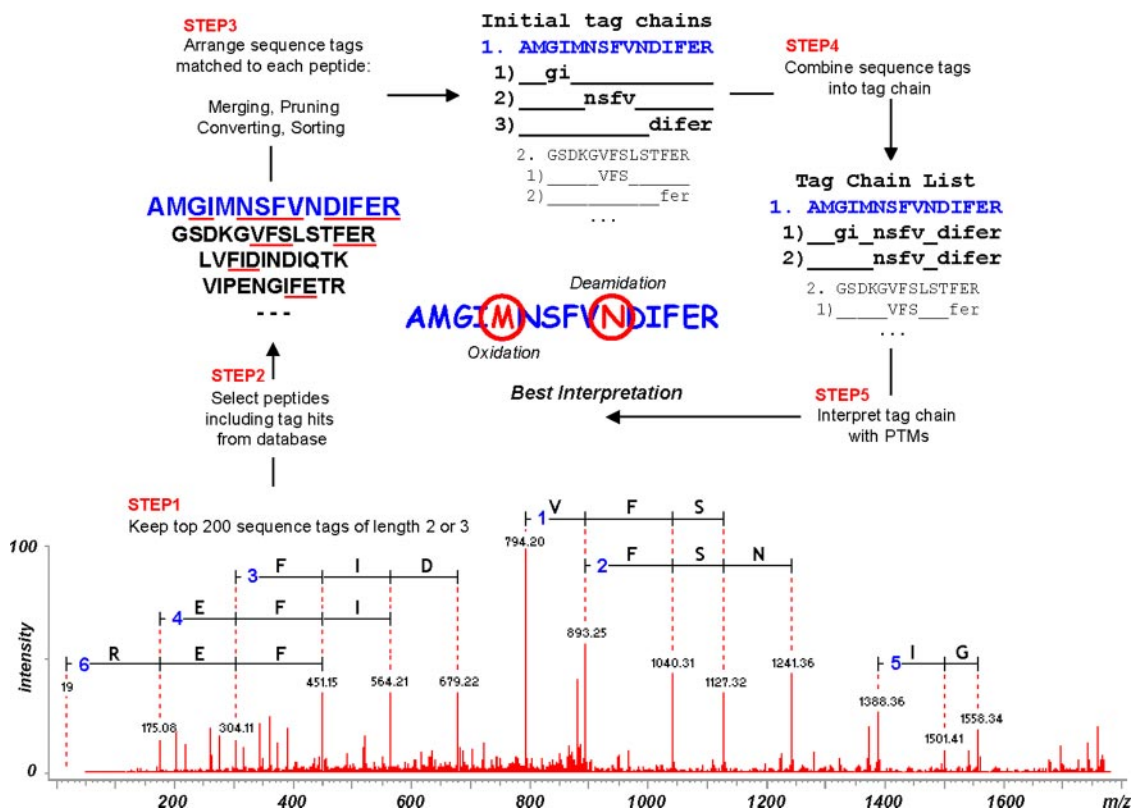 STEP3
Arrange sequence tags
matched to each peptide:
Merging, Pruning
Converting, Sorting
Initial tag chains
1. AMGIMNSFVNDIFER
1)__gi___________
2)______nsfv______
3)__________difer
2. GSDKGVFSLSTFER
1)_____VFS______
2)___________fer
...
STEP4
Combine sequence tags
into tag chain
Tag Chain List
1. AMGIMNSFVNDIFER
1)__gi_nsfv_difer
2)_____nsfv_difer
2. GSDKGVFSLSTFER
1)_____VFS___fer
...
AMGIMNSFVNDIFER
GSDKGVFSLSTFER
LVFIDINDIQTK
VIPENGIFETR
---
Deamidation
AMGIMNSFVNDIFER
Oxidation
STEP2
Select peptides
including tag hits
from database
Best Interpretation
STEP5
Interpret tag chain
with PTMs
STEP1
Keep top 200 sequence tags of length 2 or 3
1 V F S
2 F S N
3 F I D
4 E F I
5 I G
6 R E F
100
intensity
0
19
175.08
304.11
451.15
564.21
679.22
794.20
893.25
1040.31
1127.32
1241.36
1388.36
1501.41
1558.34
200 400 600 800 1000 1200 1400 1600 m/z